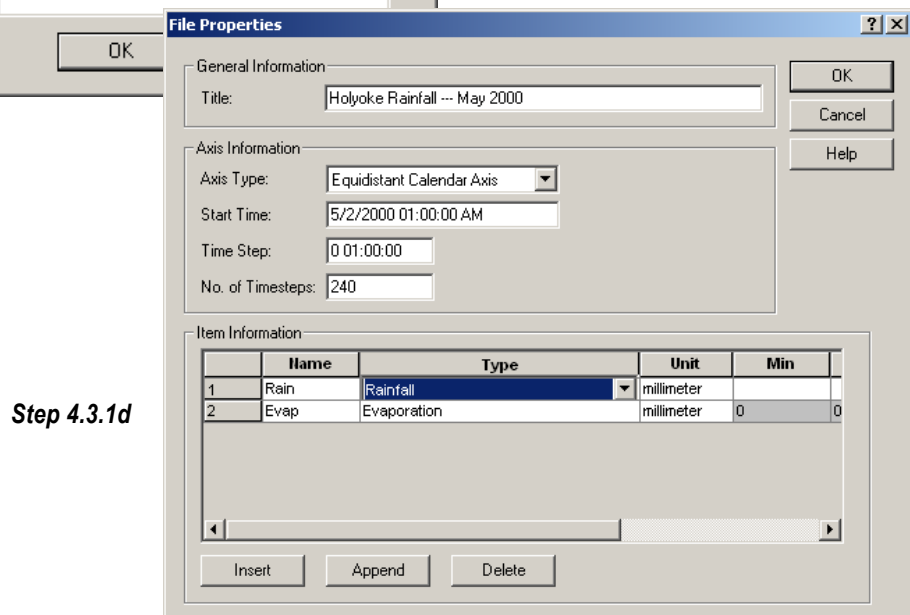 OK
File Properties
General Information
Title: Holyoke Rainfall --- May 2000
OK
Cancel
Help
Axis Information
Axis Type: Equidistant Calendar Axis
Start Time: 5/2/2000 01:00:00 AM
Time Step: 0 01:00:00
No. of Timesteps: 240
Item Information
Name Type Unit Min
1 Rain Rainfall millimeter
2 Evap Evaporation millimeter 0 0
Step 4.3.1d
Insert Append Delete